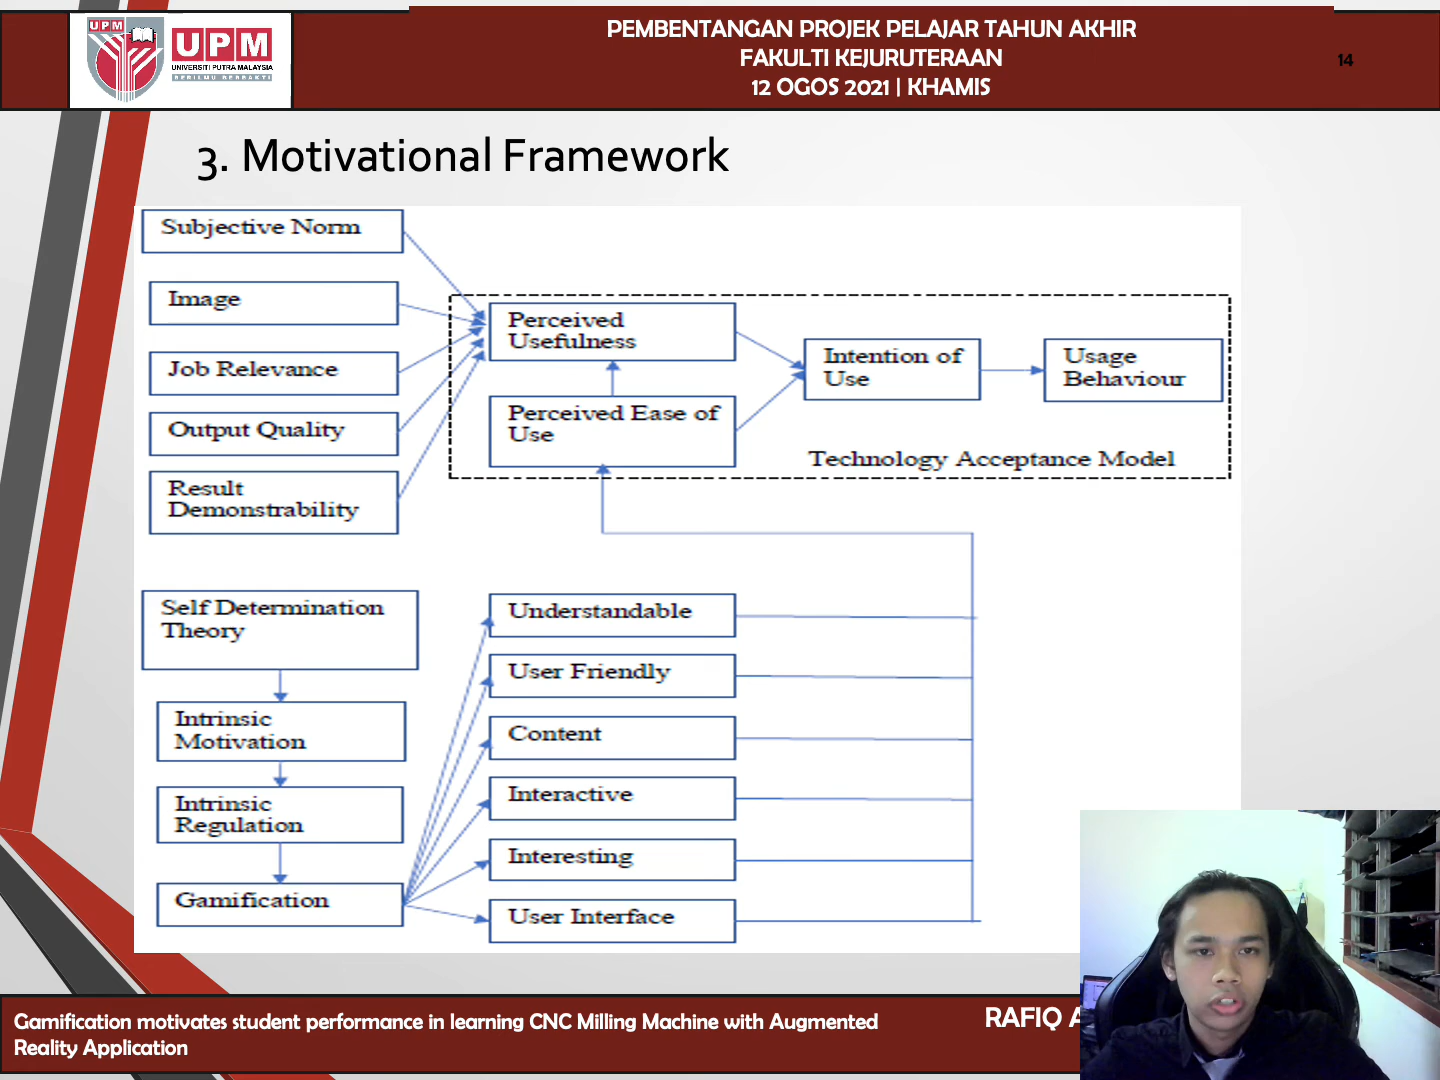 UPM
UPM
UNIVERSITI PUTRA MALAYSIA
BERILMU BERBAKTI
PEMBENTANGAN PROJEK PELAJAR TAHUN AKHIR
FAKULTI KEJURUTERAAN
12 OGOS 2021 | KHAMIS
14
3. Motivational Framework
Subjective Norm
Image
Job Relevance
Output Quality
Result
Demonstrability
Perceived
Usefulness
Perceived Ease of
Use
Intention of
Use
Usage
Behaviour
Technology Acceptance Model
Self Determination
Theory
Intrinsic
Motivation
Intrinsic
Regulation
Gamification
Understandable
User Friendly
Content
Interactive
Interesting
User Interface
Gamification motivates student performance in learning CNC Milling Machine with Augmented
Reality Application
RAFIQ A